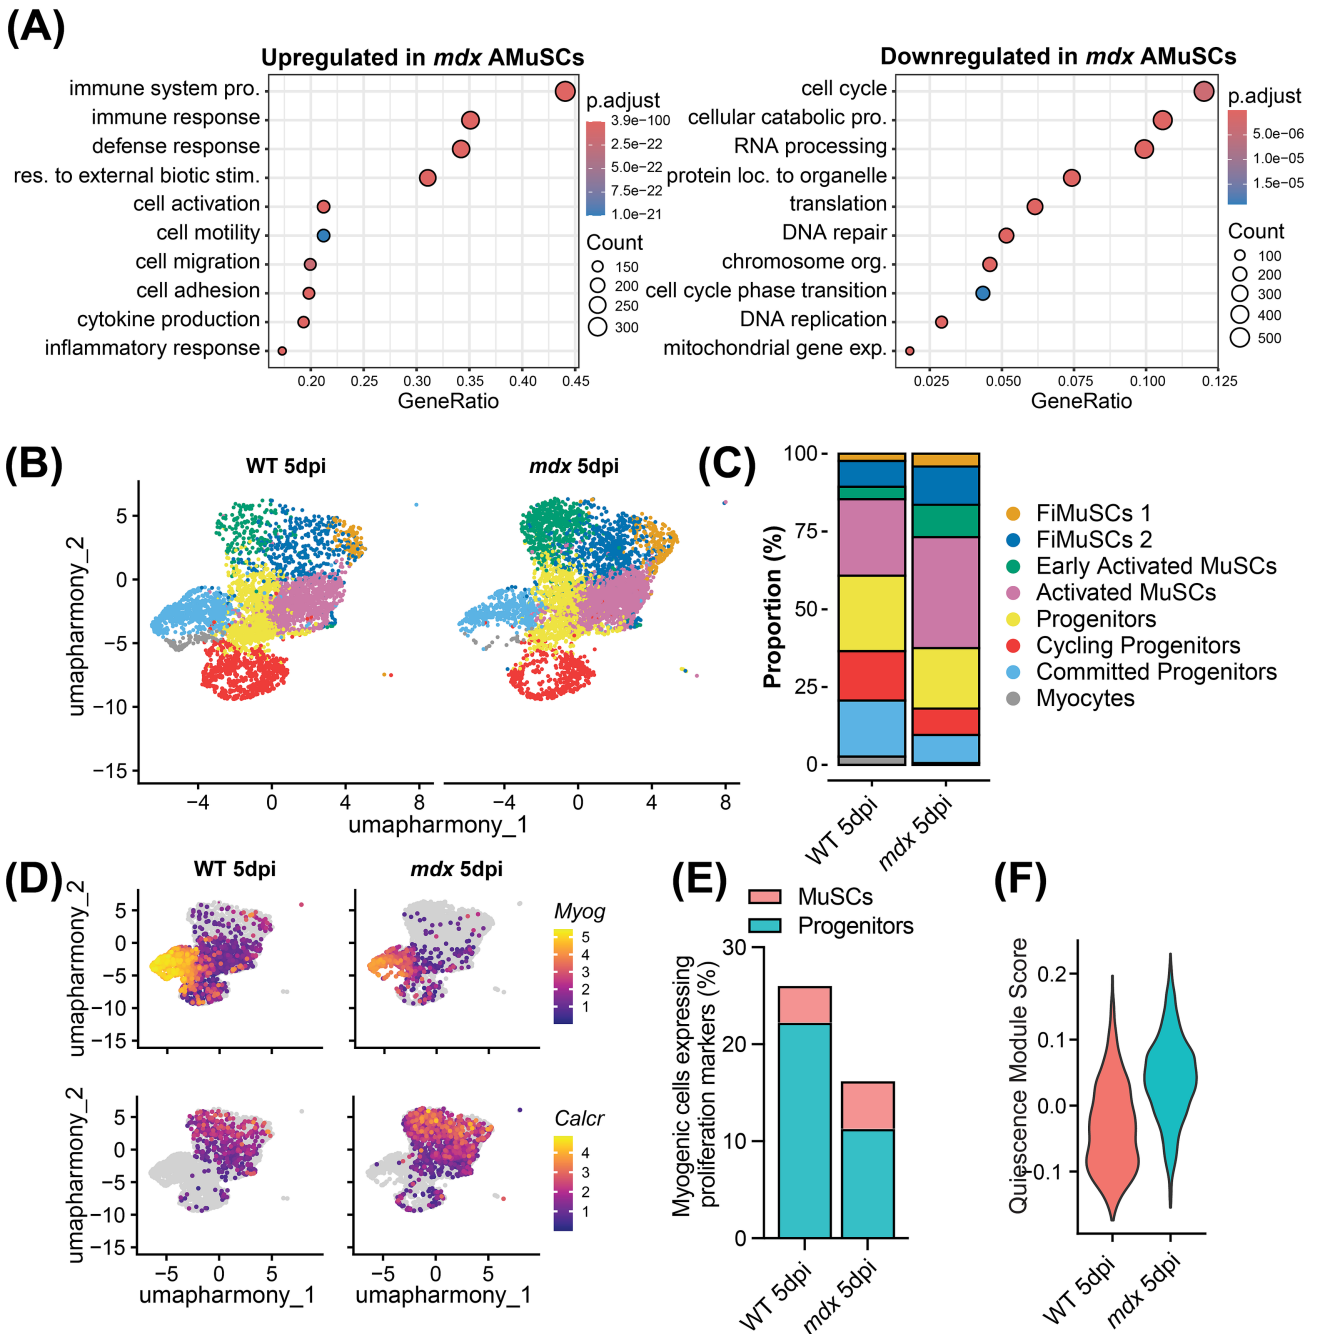 (A)
Upregulated in mdx AMuSCs
immune system pro.
immune response
defense response
res. to external biotic stim.
cell activation
cell motility
cell migration
cell adhesion
cytokine production
inflammatory response
0.20 0.25 0.30 0.35 0.40 0.45
GeneRatio
p.adjust
3.9e−100
2.5e−22
5.0e−22
7.5e−22
1.0e−21
Count
150
200
250
300
Downregulated in mdx AMuSCs
cell cycle
cellular catabolic pro.
RNA processing
protein loc. to organelle
translation
DNA repair
chromosome org.
cell cycle phase transition
DNA replication
mitochondrial gene exp.
0.025 0.050 0.075 0.100 0.125
GeneRatio
p.adjust
5.0e−06
1.0e−05
1.5e−05
Count
100
200
300
400
500
(B)
WT 5dpi
mdx 5dpi
umapharmony_2
5
0
−5
−10
−15
−4 0 4 8
−4 0 4 8
umapharmony_1
(C)
Proportion (%)
100
75
50
25
0
WT 5dpi
mdx 5dpi
FiMuSCs 1
FiMuSCs 2
Early Activated MuSCs
Activated MuSCs
Progenitors
Cycling Progenitors
Committed Progenitors
Myocytes
(D)
WT 5dpi
mdx 5dpi
umapharmony_2
5
0
−5
−10
−15
Myog
5
4
3
2
1
umapharmony_2
5
0
−5
−10
−15
Calcr
4
3
2
1
−5 0 5
−5 0 5
umapharmony_1
umapharmony_1
(E)
MuSCs
Progenitors
Myogenic cells expressing
proliferation markers (%)
30
20
10
0
WT 5dpi
mdx 5dpi
(F)
Quiescence Module Score
0.2
0.1
0.0
−0.1
WT 5dpi
mdx 5dpi